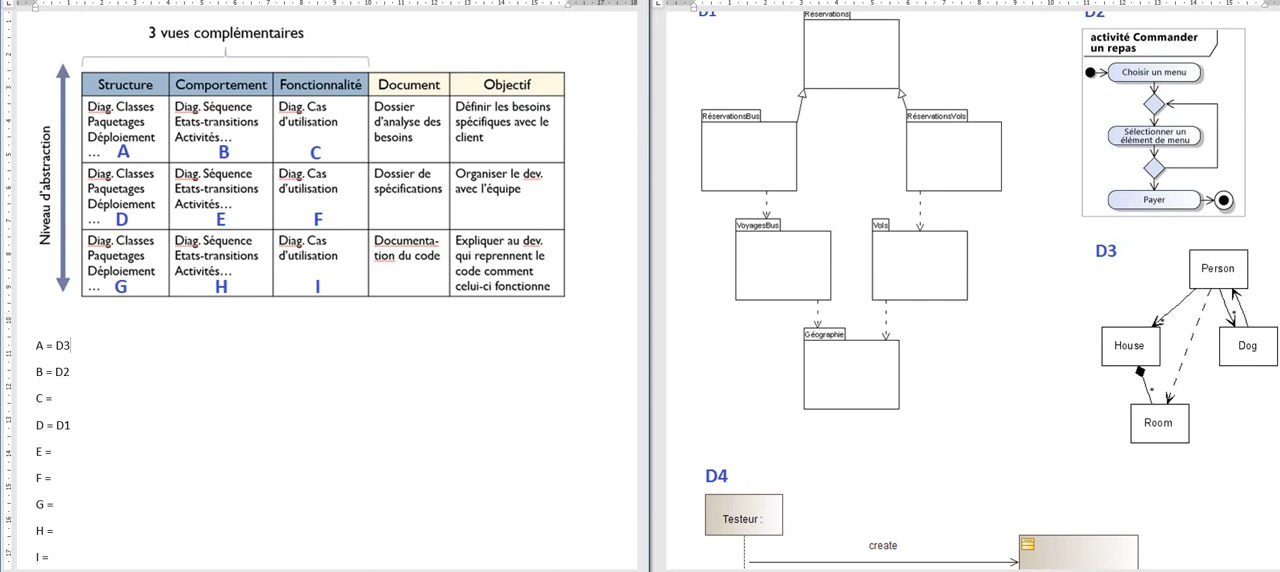 3 vues complémentaires
Niveau d'abstraction
Structure Comportement Fonctionnalité Document Objectif
Diag. Classes
Paquetages
Déploiement
… A
Diag. Séquence
Etats-transitions
Activités…
B
Diag. Cas
d'utilisation
C
Dossier
d'analyse des
besoins
Définir les besoins
spécifiques avec le
client
Diag. Classes
Paquetages
Déploiement
… D
Diag. Séquence
Etats-transitions
Activités…
E
Diag. Cas
d'utilisation
F
Dossier de
spécifications
Organiser le dev.
avec l'équipe
Diag. Classes
Paquetages
Déploiement
… G
Diag. Séquence
Etats-transitions
Activités…
H
Diag. Cas
d'utilisation
I
Documenta-
tion du code
Expliquer au dev.
qui reprennent le
code comment
celui-ci fonctionne
A = D3
B = D2
C =
D = D1
E =
F =
G =
H =
I =
D1
Réservations
RéservationsBus
RéservationsVols
VoyagesBus
Vols
Géographie
D2
activité Commander
un repas
Choisir un menu
Sélectionner un
élément de menu
Payer
D3
Person
*
*
House
Dog
*
Room
D4
Testeur :
create